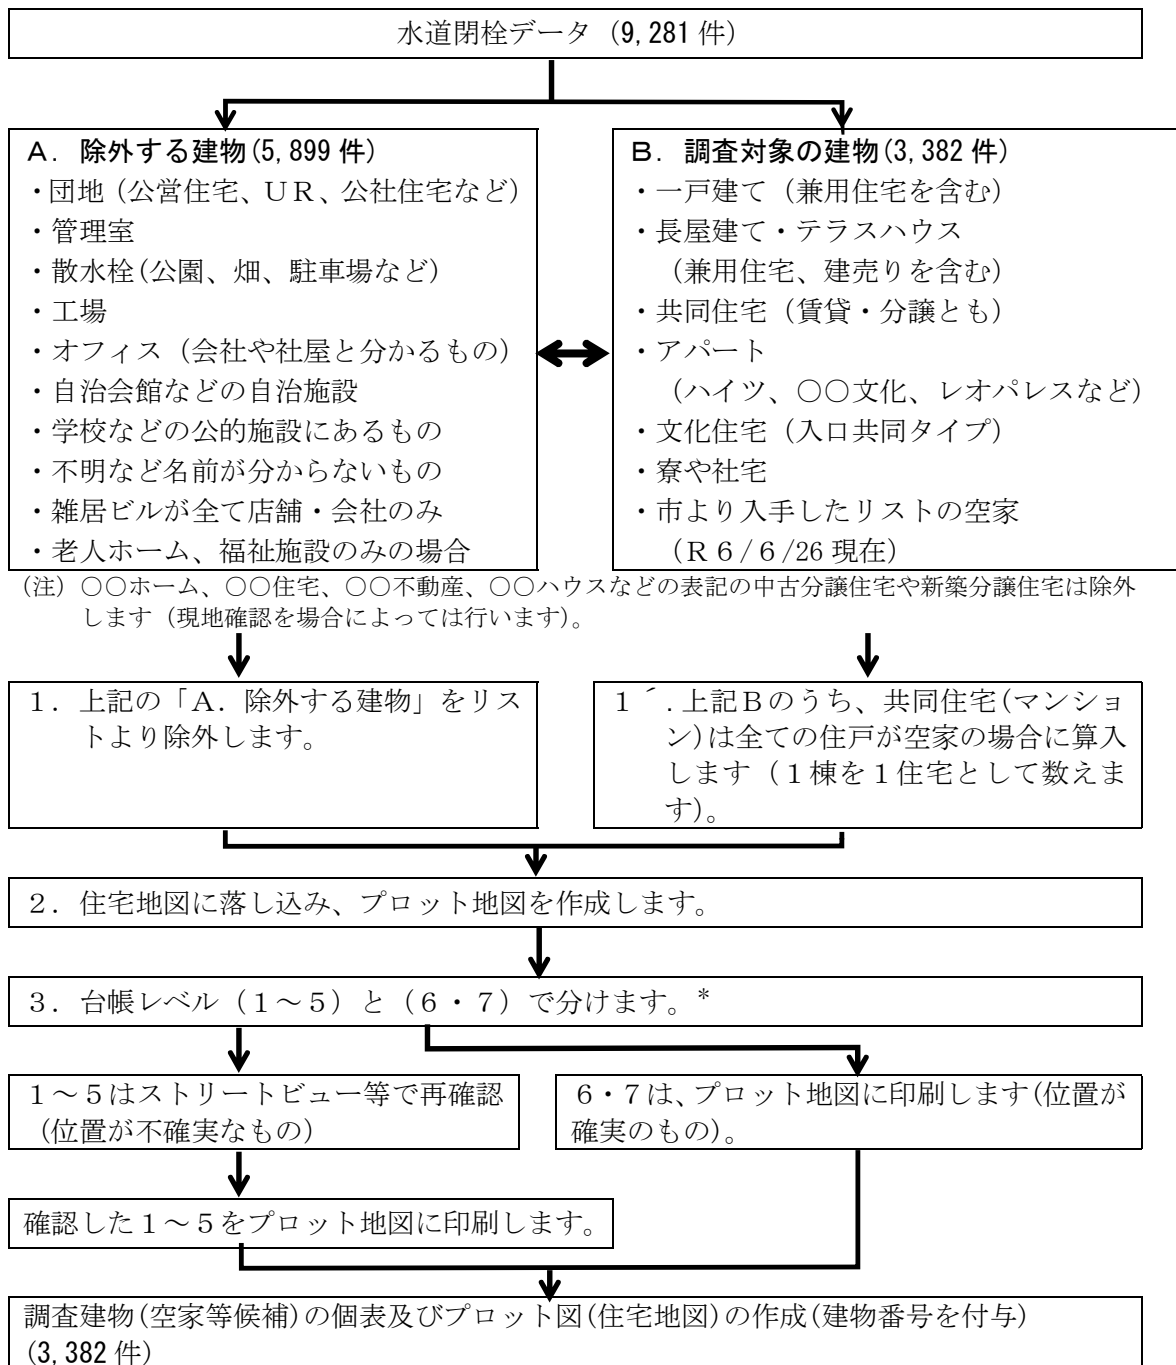 水道閉栓データ（9,281 件）
Ａ．除外する建物(5,899 件)
・団地（公営住宅、ＵＲ、公社住宅など）
・管理室
・散水栓(公園、畑、駐車場など)
・工場
・オフィス（会社や社屋と分かるもの）
・自治会館などの自治施設
・学校などの公的施設にあるもの
・不明など名前が分からないもの
・雑居ビルが全て店舗・会社のみ
・老人ホーム、福祉施設のみの場合
Ｂ．調査対象の建物(3,382 件)
・一戸建て（兼用住宅を含む）
・長屋建て・テラスハウス
（兼用住宅、建売りを含む）
・共同住宅（賃貸・分譲とも）
・アパート
（ハイツ、○○文化、レオパレスなど）
・文化住宅（入口共同タイプ）
・寮や社宅
・市より入手したリストの空家
（Ｒ６/６/26 現在）
（注）○○ホーム、○○住宅、○○不動産、○○ハウスなどの表記の中古分譲住宅や新築分譲住宅は除外
します（現地確認を場合によっては行います）。
１．上記の「Ａ．除外する建物」をリス
トより除外します。
１´．上記Ｂのうち、共同住宅(マンショ
ン)は全ての住戸が空家の場合に算入
します（１棟を１住宅として数えま
す）。
２．住宅地図に落し込み、プロット地図を作成します。
３．台帳レベル（１～５）と（６・７）で分けます。*
１～５はストリートビュー等で再確認
（位置が不確実なもの）
６・７は、プロット地図に印刷します(位置が
確実のもの)。
確認した１～５をプロット地図に印刷します。
調査建物(空家等候補)の個表及びプロット図(住宅地図)の作成(建物番号を付与)
(3,382 件)